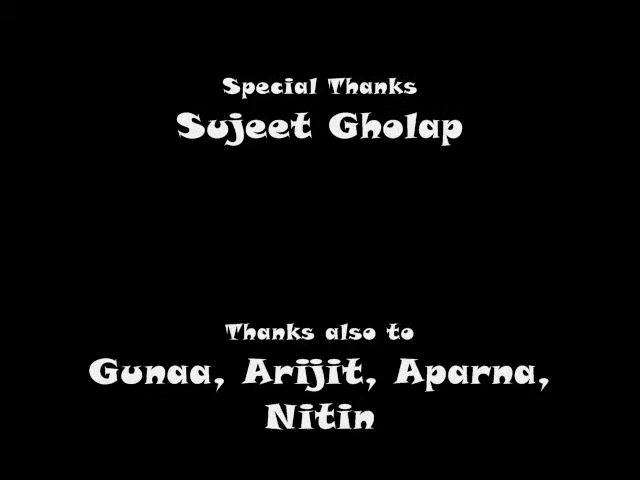 Special Thanks
Sujeet Gholap
Thanks also to
Gunaa, Arijit, Aparna,
Nitin